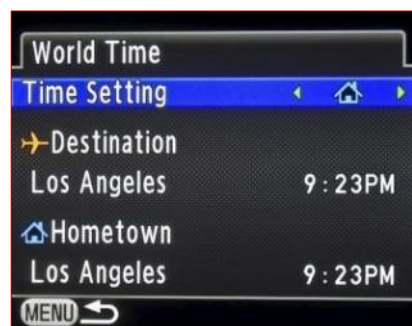 World Time
Time Setting
Destination
Los Angeles 9:23PM
Hometown
Los Angeles 9:23PM
MENU